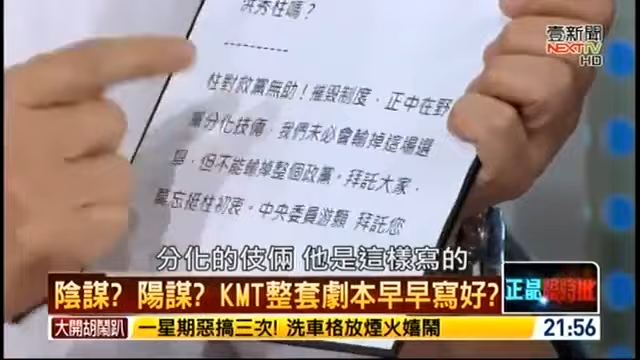 洪秀柱嗎？
------------
柱對救黨無助！摧毀制度，正中在野
黨分化技倆，我們未必會輸掉這場選
舉，但不能輸掉整個政黨。拜託大家，
莫忘挺柱初衷。中央委員游顥 拜託您
壹新聞
NEXTTV
HD
分化的伎倆 他是這樣寫的
陰謀？ 陽謀？ KMT整套劇本早早寫好？
正晶限時批
大開胡鬧趴
一星期惡搞三次！洗車格放煙火嬉鬧
21:56